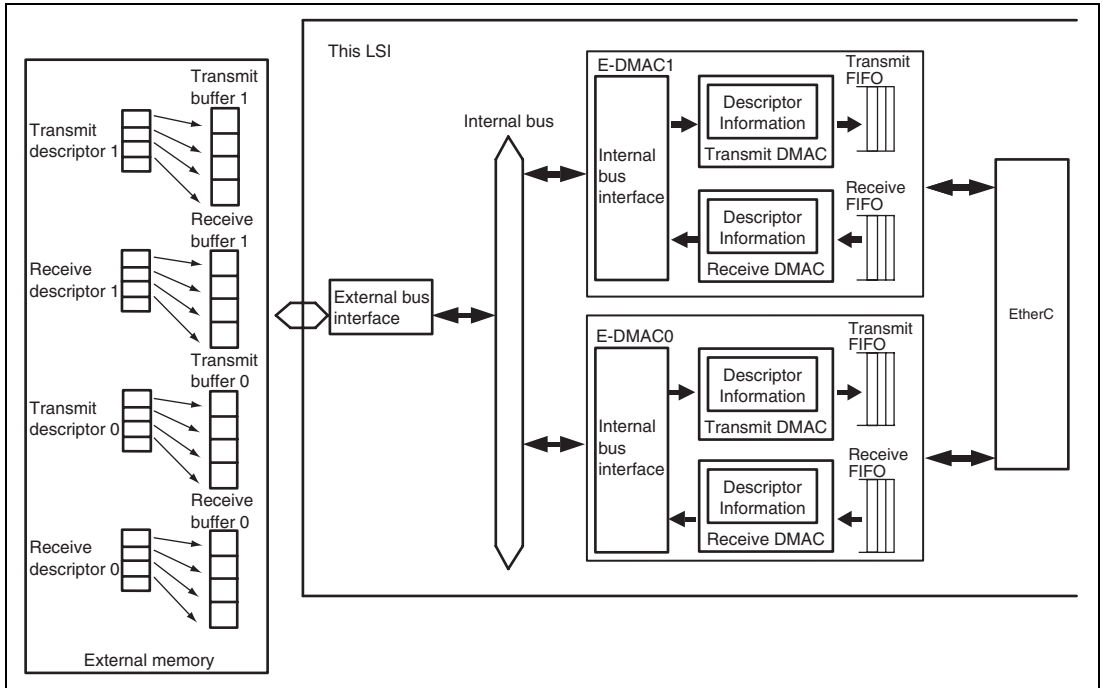 This LSI
Transmit
buffer 1
Transmit
descriptor 1
Receive
buffer 1
Receive
descriptor 1
Transmit
buffer 0
Transmit
descriptor 0
Receive
buffer 0
Receive
descriptor 0
External memory
External bus
interface
Internal bus
E-DMAC1
Internal
bus
interface
Descriptor
Information
Transmit DMAC
Transmit
FIFO
Descriptor
Information
Receive DMAC
Receive
FIFO
E-DMAC0
Internal
bus
interface
Descriptor
Information
Transmit DMAC
Transmit
FIFO
Descriptor
Information
Receive DMAC
Receive
FIFO
EtherC